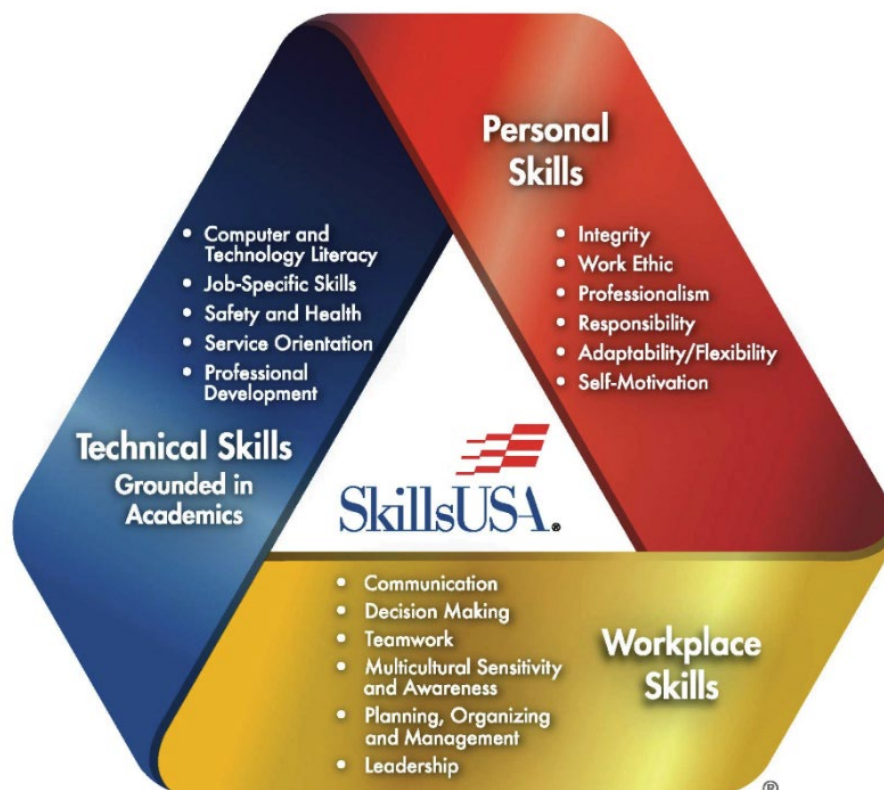 Personal
Skills
• Integrity
• Work Ethic
• Professionalism
• Responsibility
• Adaptability/Flexibility
• Self-Motivation
• Computer and
Technology Literacy
• Job-Specific Skills
• Safety and Health
• Service Orientation
• Professional
Development
Technical Skills
Grounded in
Academics
SkillsUSA®
• Communication
• Decision Making
• Teamwork
• Multicultural Sensitivity
and Awareness
• Planning, Organizing
and Management
• Leadership
Workplace
Skills
®